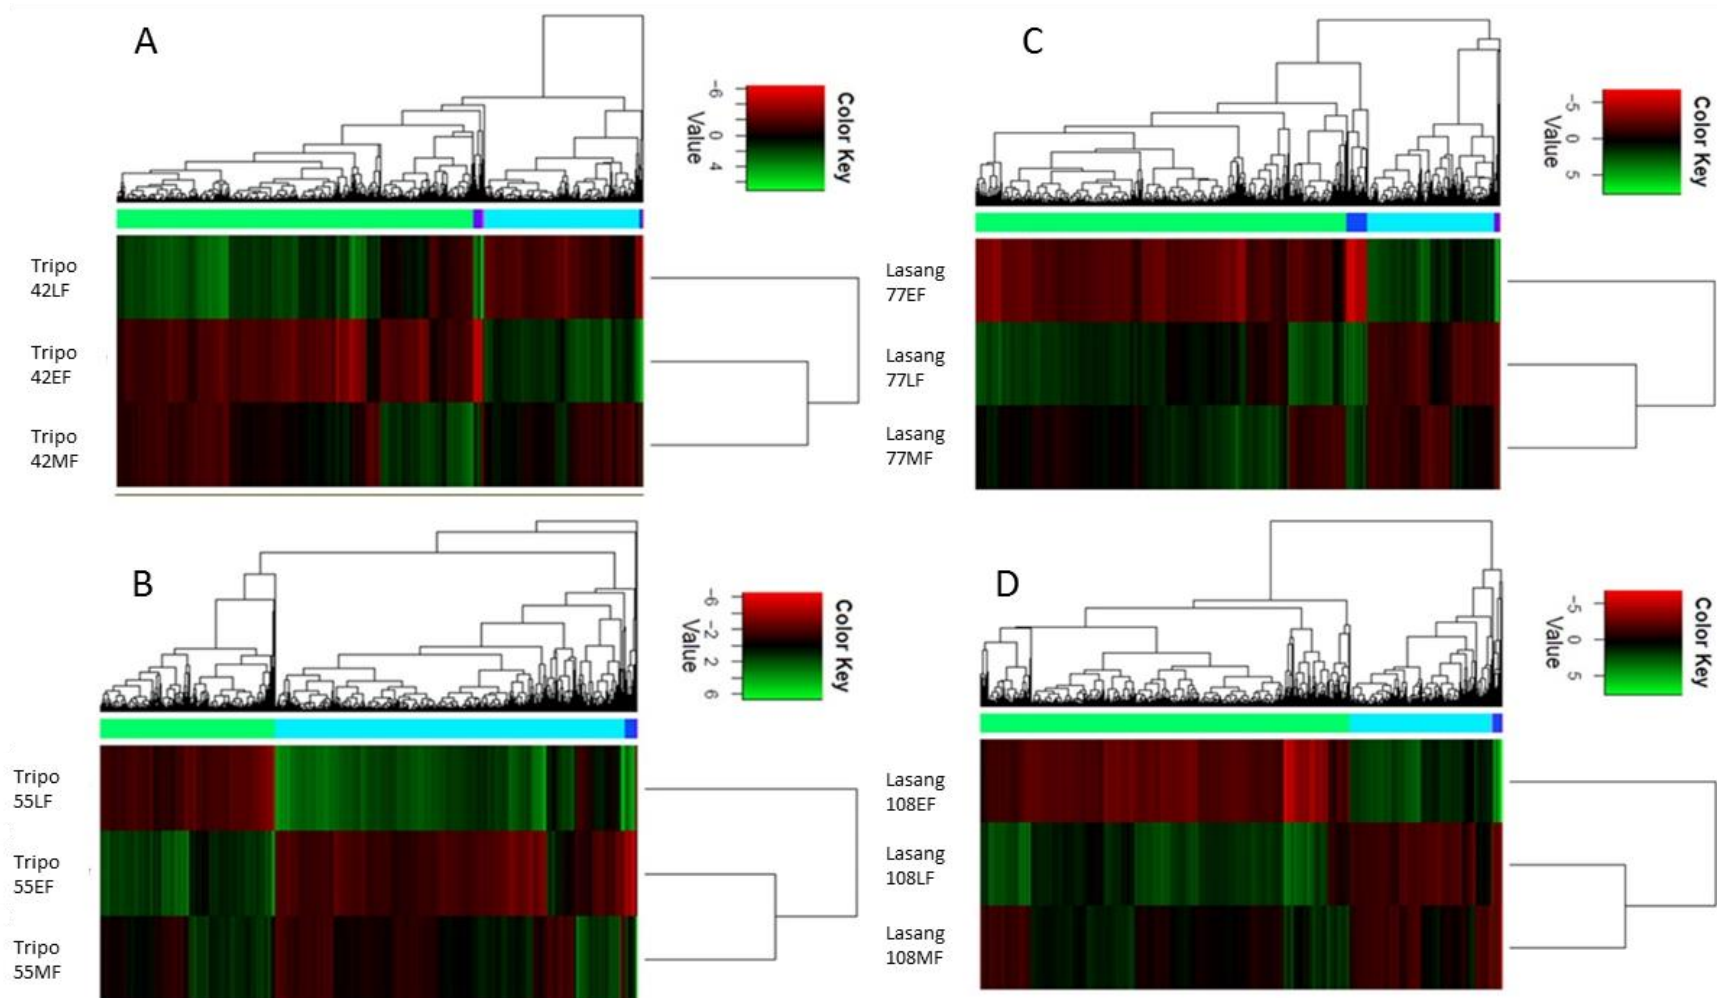 A
Tripo
42LF
Tripo
42EF
Tripo
42MF
-6
0
4
Value
Color Key
C
Lasang
77EF
Lasang
77LF
Lasang
77MF
-5
0
5
Value
Color Key
B
Tripo
55LF
Tripo
55EF
Tripo
55MF
-6
-2
2
6
Value
Color Key
D
Lasang
108EF
Lasang
108LF
Lasang
108MF
-5
0
5
Value
Color Key